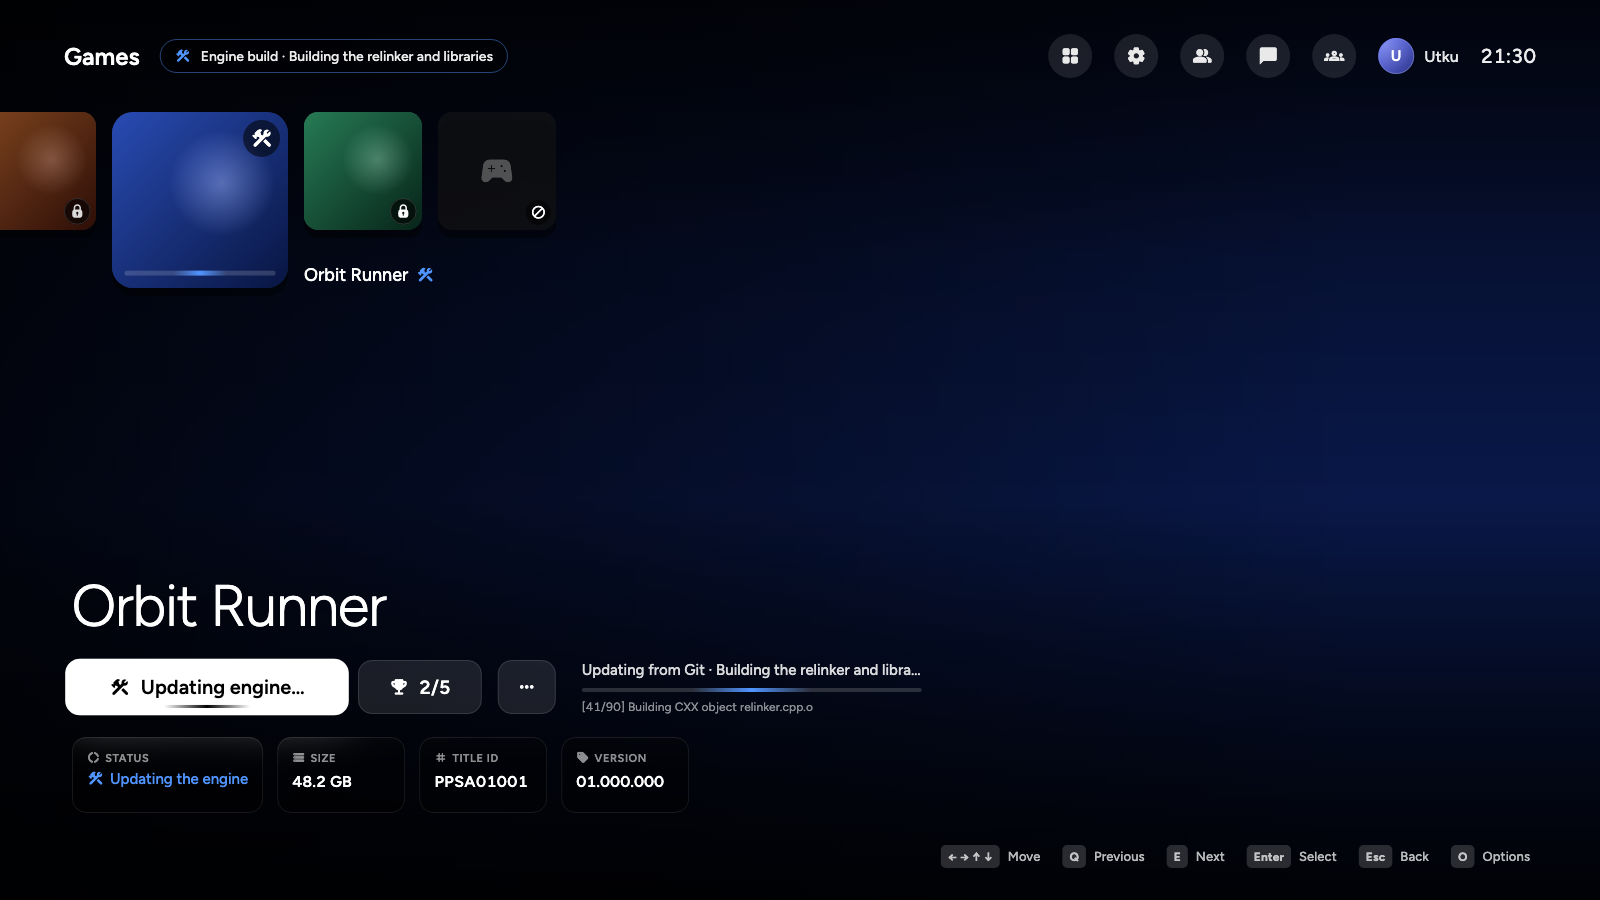 Games
Engine build · Building the relinker and libraries
U
Utku
21:30
Orbit Runner
Orbit Runner
Updating engine...
2/5
Updating from Git · Building the relinker and libra...
[41/90] Building CXX object relinker.cpp.o
STATUS
Updating the engine
SIZE
48.2 GB
TITLE ID
PPSA01001
VERSION
01.000.000
Move
Q Previous
E Next
Enter Select
Esc Back
O Options